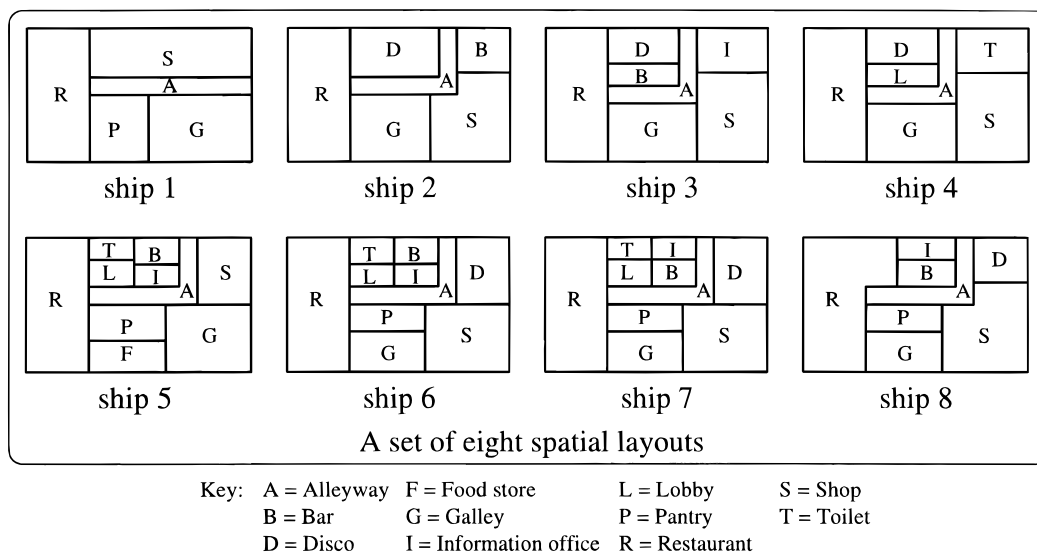 S
A
R
P G
ship 1
D B
A
R
G S
ship 2
D I
B
A
R
G S
ship 3
D T
L
A
R
G S
ship 4
T B
S
L I
A
R
P
G
F
ship 5
T B
D
L I
A
R
P
S
G
ship 6
T I
D
L B
A
R
P
S
G
ship 7
I
D
B
A
R
P
S
G
ship 8
A set of eight spatial layouts
Key: A = Alleyway F = Food store L = Lobby S = Shop
B = Bar G = Galley P = Pantry T = Toilet
D = Disco I = Information office R = Restaurant